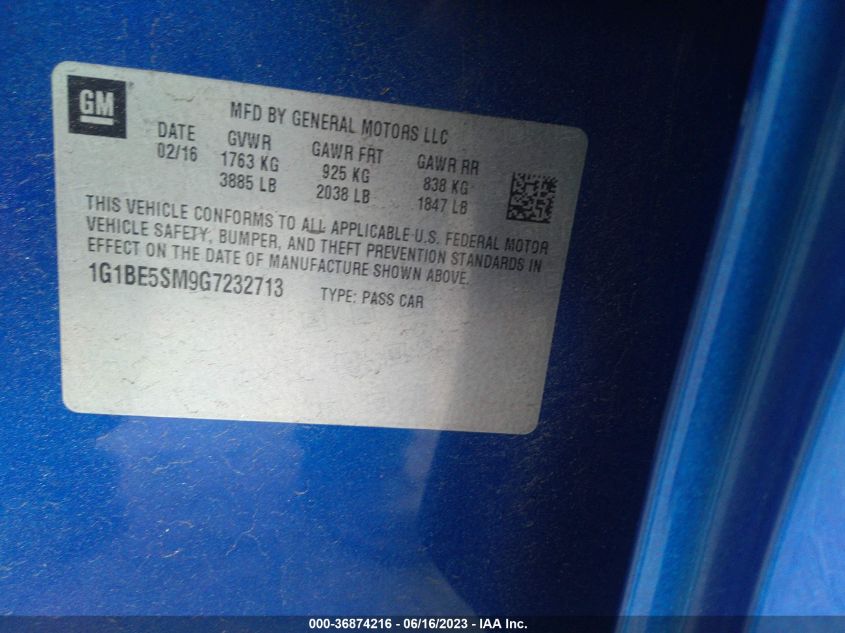 GM
MFD BY GENERAL MOTORS LLC
DATE GVWR GAWR FRT GAWR RR
02/16 1763 KG 925 KG 838 KG
3885 LB 2038 LB 1847 LB
THIS VEHICLE CONFORMS TO ALL APPLICABLE U.S. FEDERAL MOTOR
VEHICLE SAFETY, BUMPER, AND THEFT PREVENTION STANDARDS IN
EFFECT ON THE DATE OF MANUFACTURE SHOWN ABOVE.
1G1BE5SM9G7232713 TYPE: PASS CAR
000-36874216 - 06/16/2023 - IAA Inc.